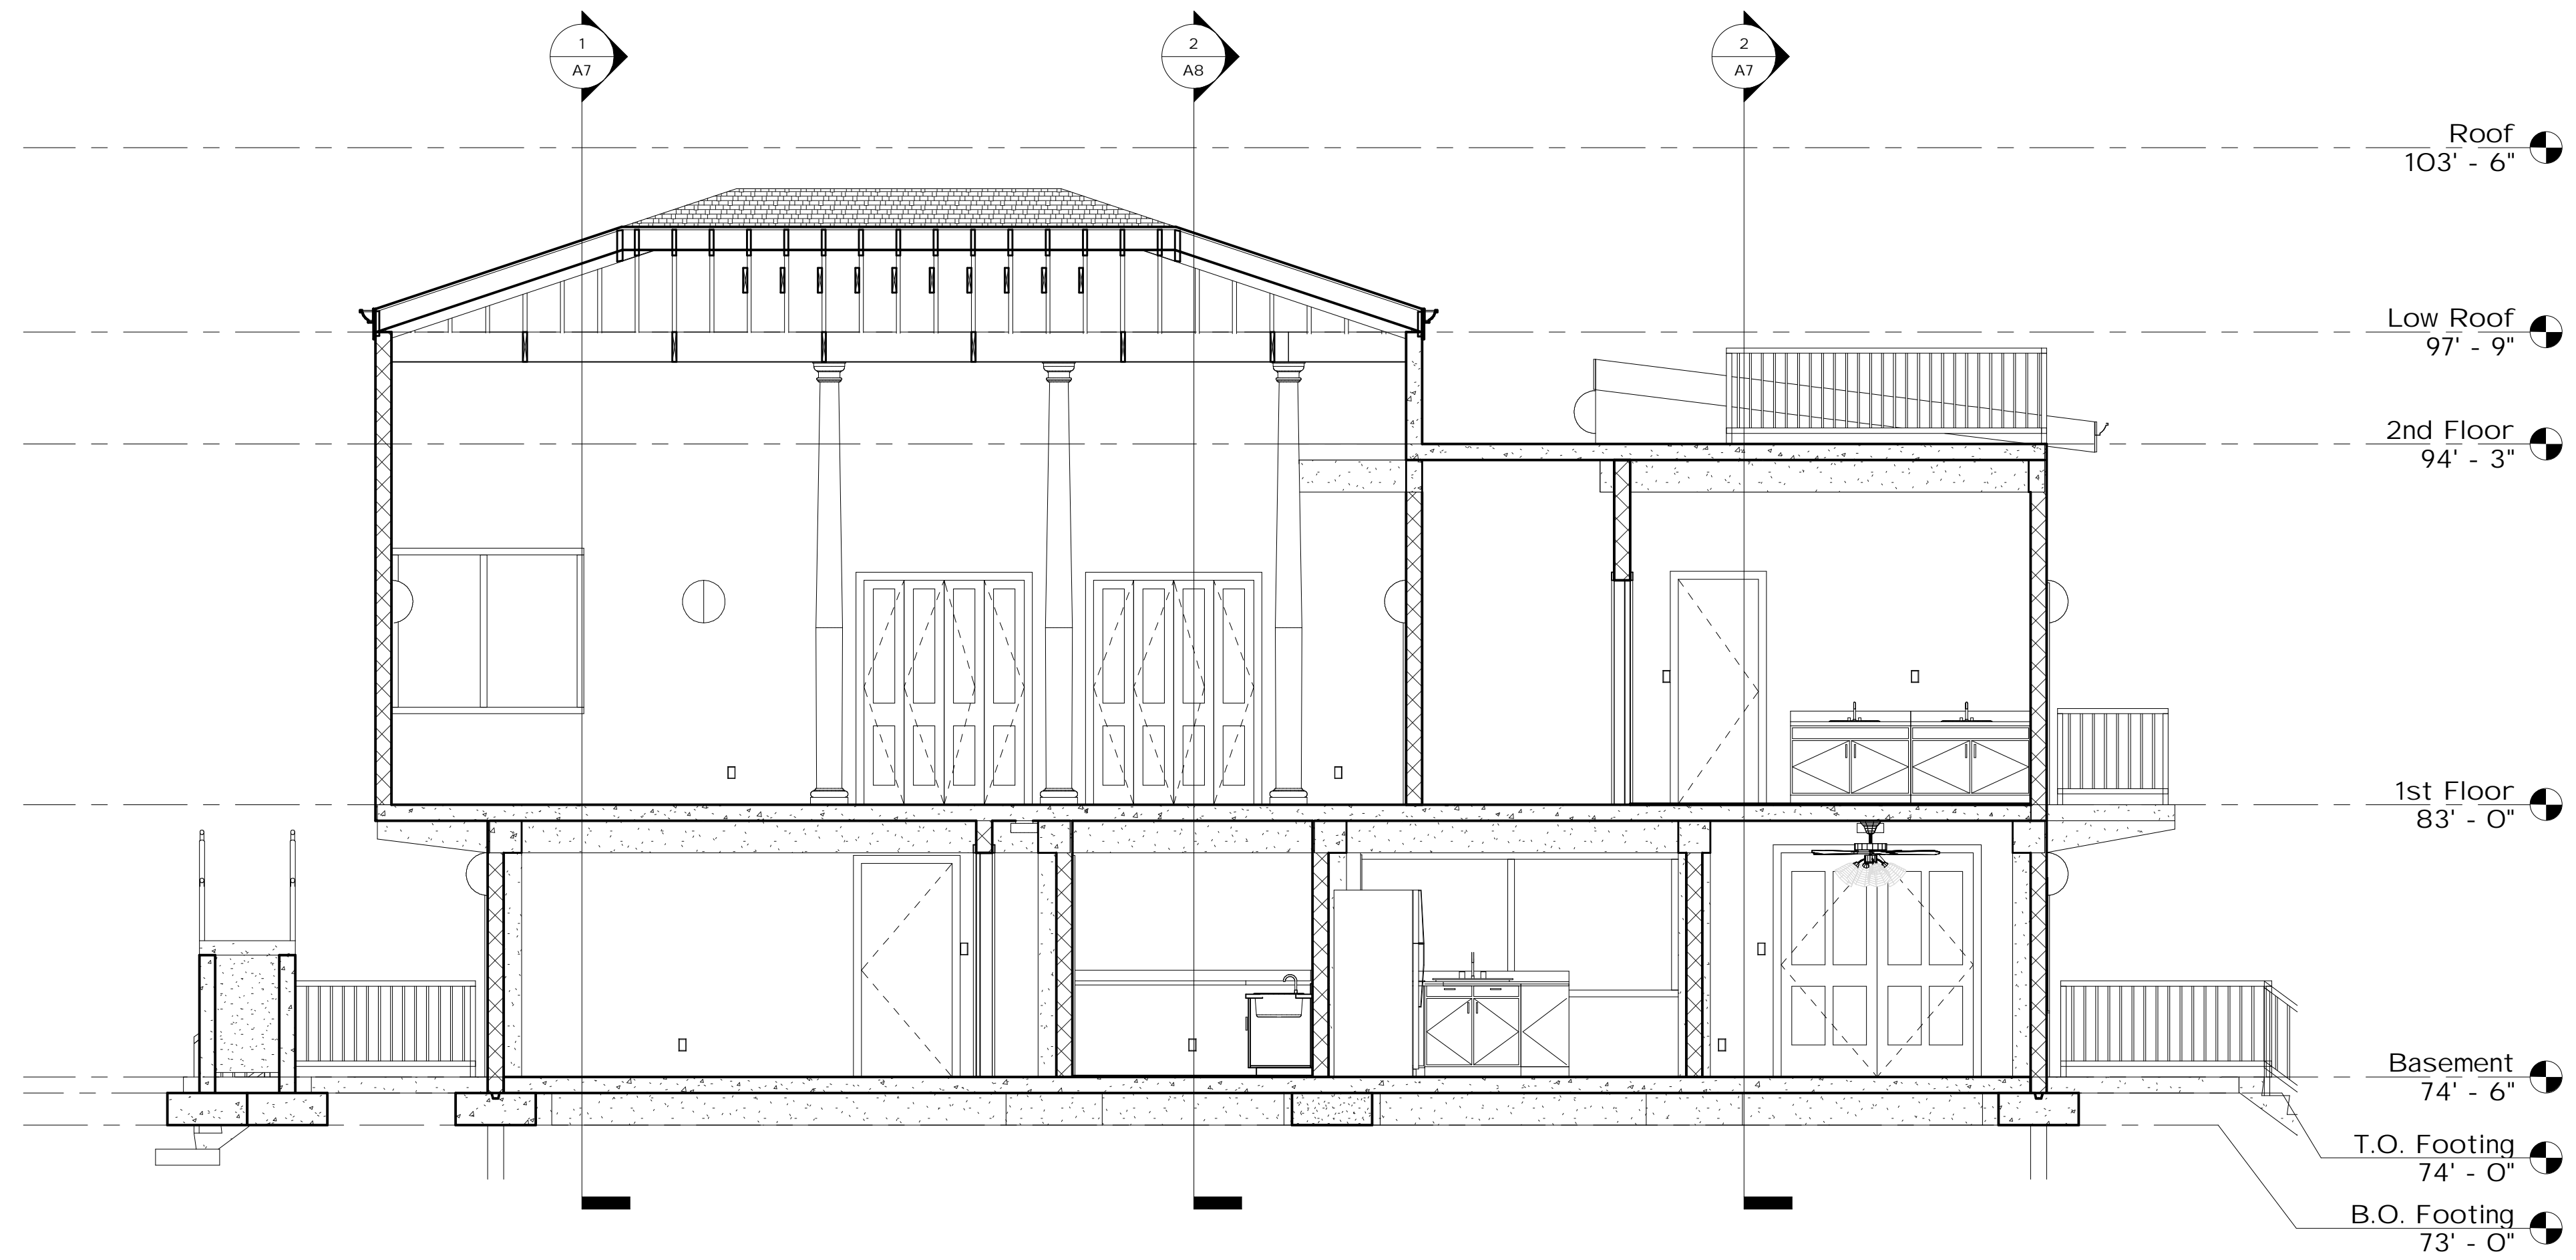 1
A7
2
A8
2
A7
Roof
103' - 6"
Low Roof
97' - 9"
2nd Floor
94' - 3"
1st Floor
83' - 0"
Basement
74' - 6"
T.O. Footing
74' - 0"
B.O. Footing
73' - 0"